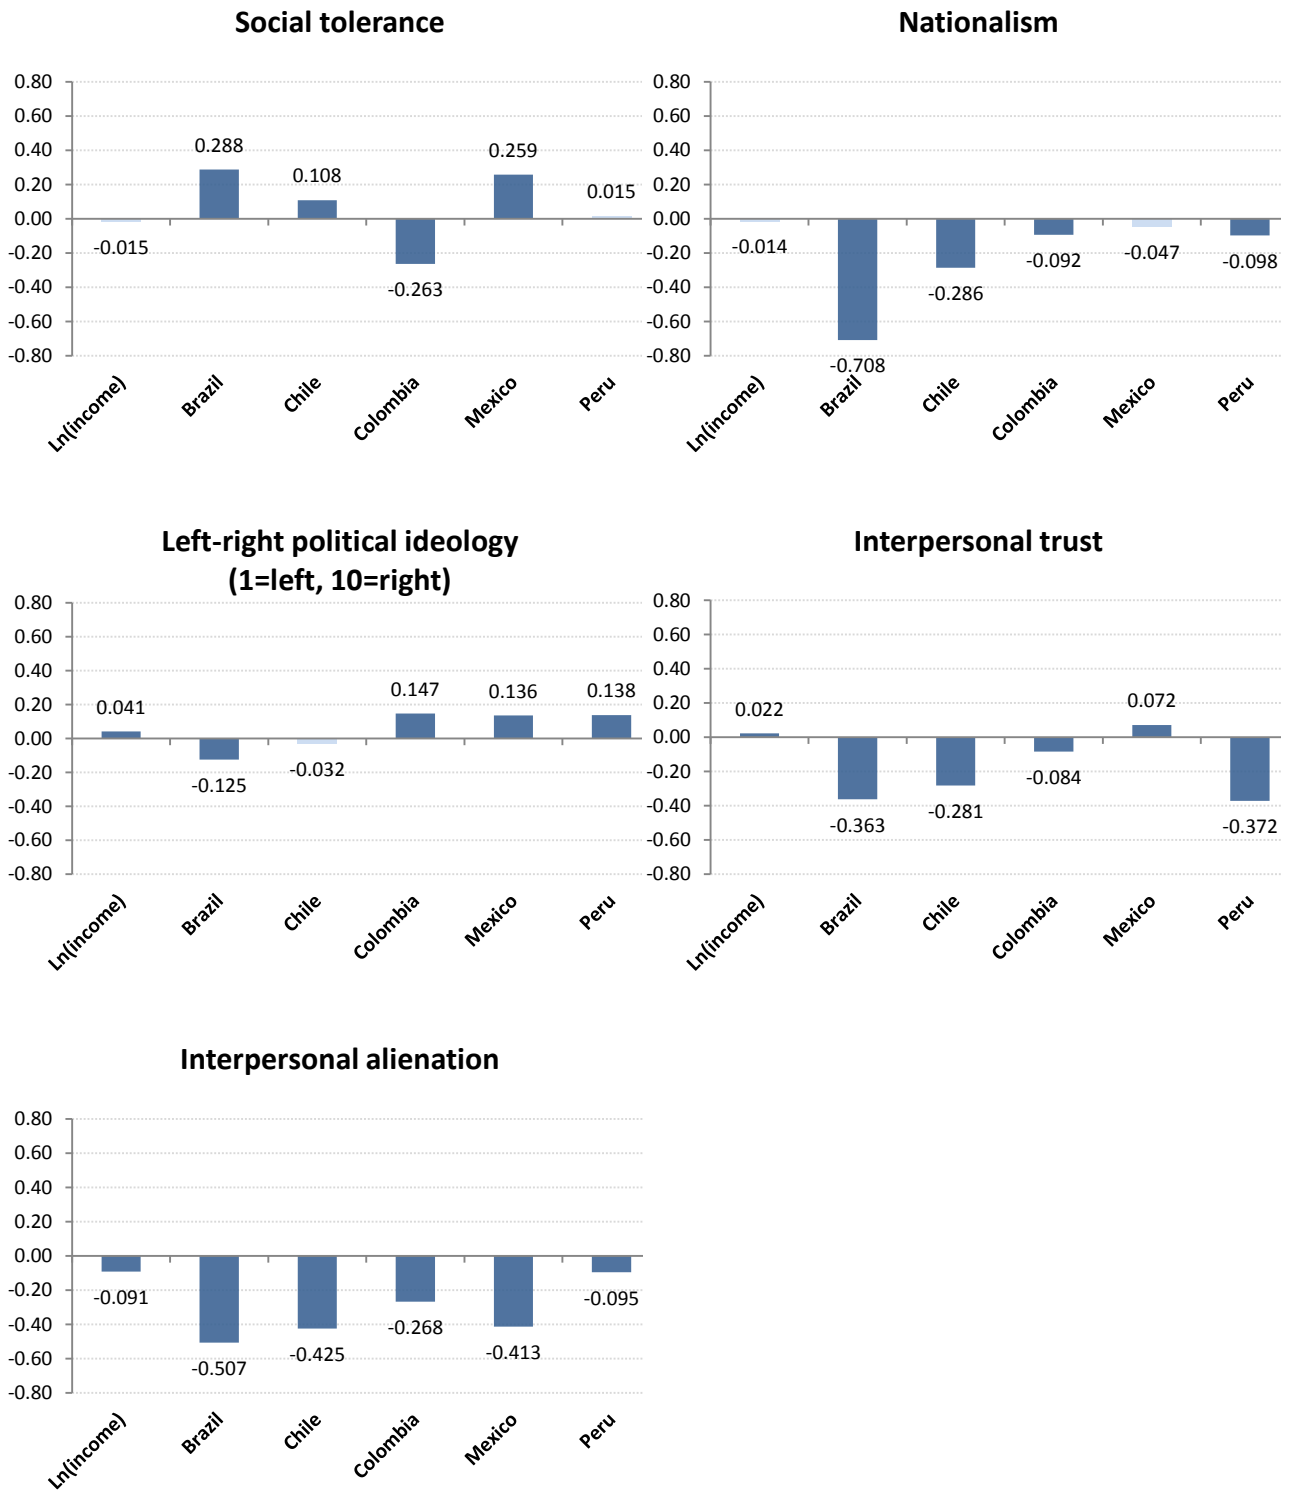 Social tolerance
0.80
0.60
0.40
0.20
0.00
-0.20
-0.40
-0.60
-0.80
-0.015
0.288
0.108
-0.263
0.259
0.015
Ln(income)
Brazil
Chile
Colombia
Mexico
Peru
Nationalism
0.80
0.60
0.40
0.20
0.00
-0.20
-0.40
-0.60
-0.80
-0.014
-0.708
-0.286
-0.092
-0.047
-0.098
Ln(income)
Brazil
Chile
Colombia
Mexico
Peru
Left-right political ideology
(1=left, 10=right)
0.80
0.60
0.40
0.20
0.00
-0.20
-0.40
-0.60
-0.80
0.041
-0.125
-0.032
0.147
0.136
0.138
Ln(income)
Brazil
Chile
Colombia
Mexico
Peru
Interpersonal trust
0.80
0.60
0.40
0.20
0.00
-0.20
-0.40
-0.60
-0.80
0.022
-0.363
-0.281
-0.084
0.072
-0.372
Ln(income)
Brazil
Chile
Colombia
Mexico
Peru
Interpersonal alienation
0.80
0.60
0.40
0.20
0.00
-0.20
-0.40
-0.60
-0.80
-0.091
-0.507
-0.425
-0.268
-0.413
-0.095
Ln(income)
Brazil
Chile
Colombia
Mexico
Peru